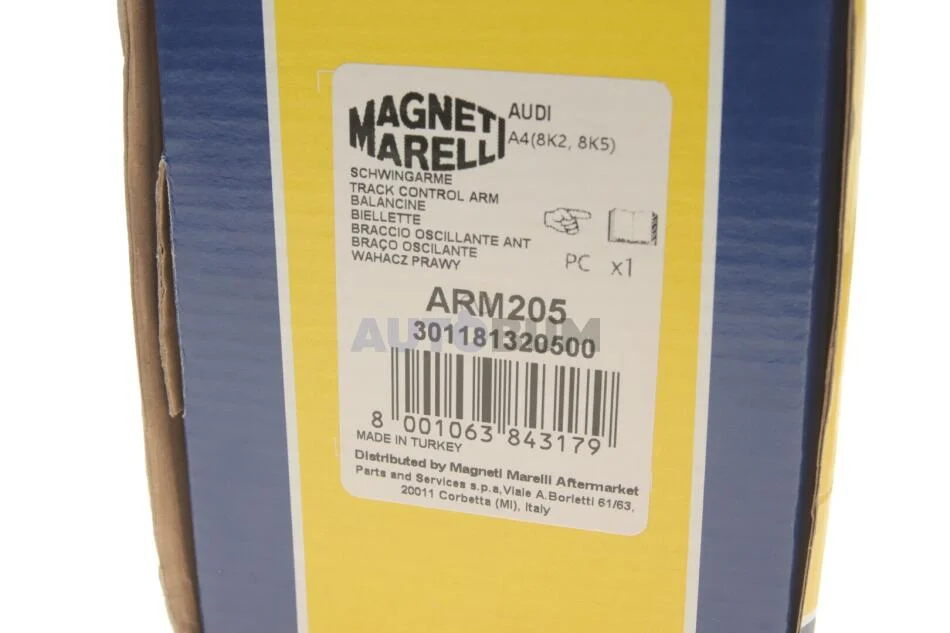 MAGNETI
MARELLI
AUDI
A4(8K2, 8K5)
SCHWINGARME
TRACK CONTROL ARM
BALANCINE
BIELLETTE
BRACCIO OSCILLANTE ANT
BRAÇO OSCILANTE
WAHACZ PRAWY
PC x1
ARM205
AUTOBUM
301181320500
8 001063 843179
MADE IN TURKEY
Distributed by Magneti Marelli Aftermarket
Parts and Services s.p.a,Viale A.Borletti 61/63,
20011 Corbetta (MI), Italy